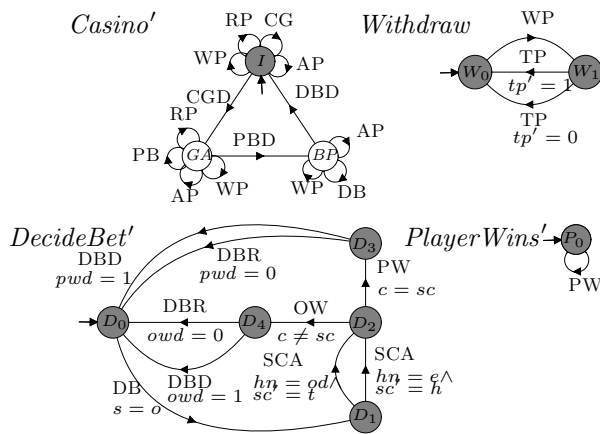 Casino′
Withdraw
RP
CG
WP
I
AP
CGD
DBD
RP
PB
GA
PBD
BP
AP
AP
WP
WP
DB
WP
W0
TP
W1
tp′ = 1
TP
tp′ = 0
DecideBet′
PlayerWins′
DBD
pwd = 1
DBR
pwd = 0
D3
P0
PW
PW
c = sc
D0
DBR
owd = 0
D4
OW
c ≠ sc
D2
DBD
owd = 1
SCA
hn = od∧
sc′ = t
SCA
hn = e∧
sc′ = h
DB
s = o
D1